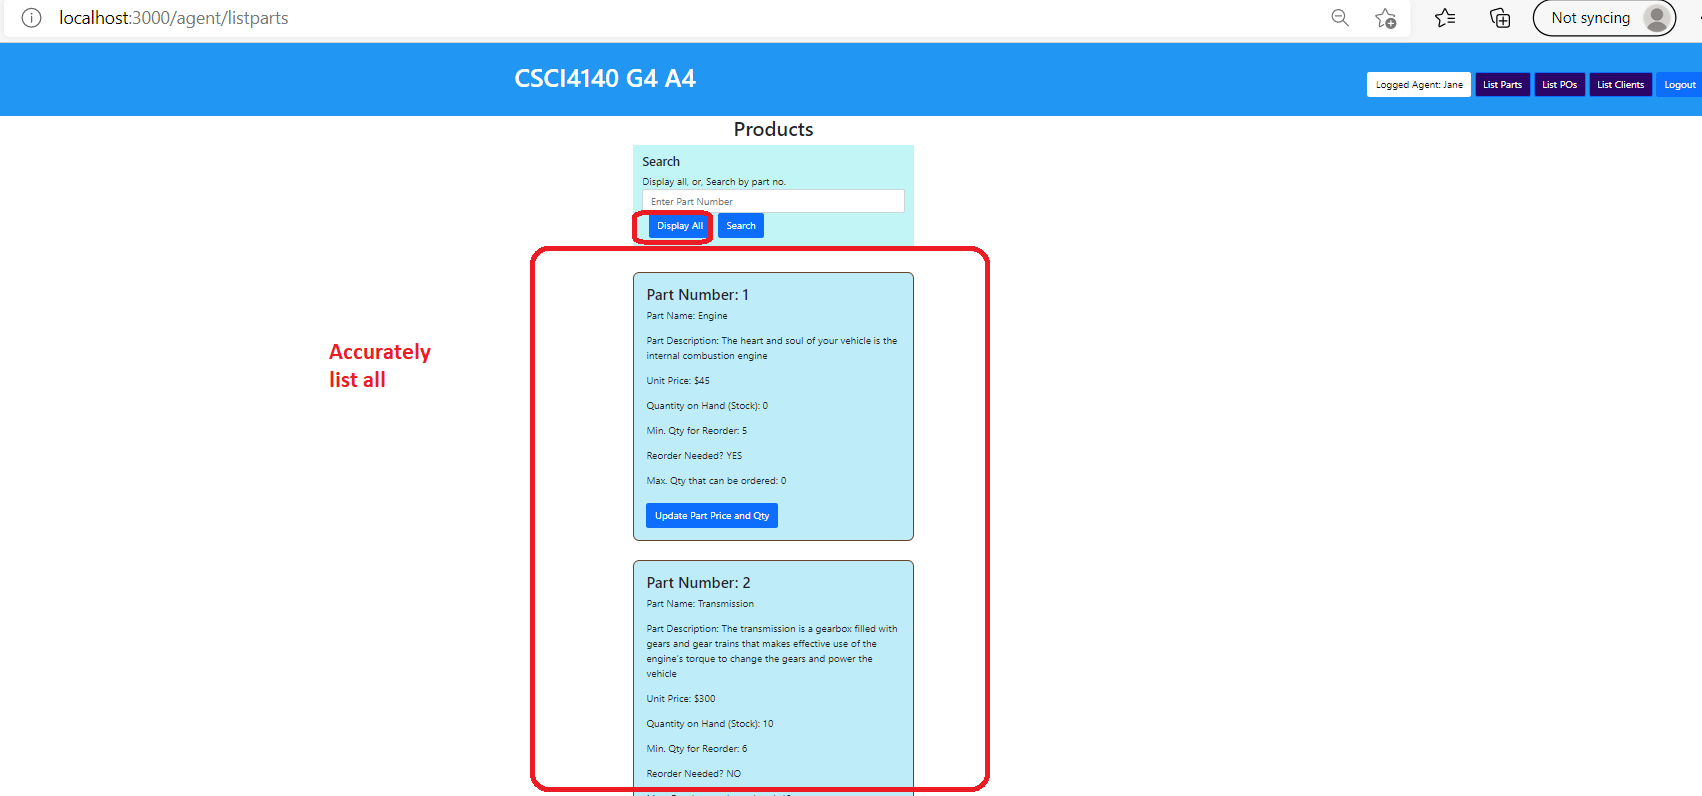 localhost:3000/agent/listparts
Not syncing
CSCI4140 G4 A4
Logged Agent: Jane
List Parts
List POs
List Clients
Logout
Products
Search
Display all, or, Search by part no.
Enter Part Number
Display All
Search
Accurately
list all
Part Number: 1
Part Name: Engine
Part Description: The heart and soul of your vehicle is the
internal combustion engine
Unit Price: $45
Quantity on Hand (Stock): 0
Min. Qty for Reorder: 5
Reorder Needed? YES
Max. Qty that can be ordered: 0
Update Part Price and Qty
Part Number: 2
Part Name: Transmission
Part Description: The transmission is a gearbox filled with
gears and gear trains that makes effective use of the
engine's torque to change the gears and power the
vehicle
Unit Price: $300
Quantity on Hand (Stock): 10
Min. Qty for Reorder: 6
Reorder Needed? NO